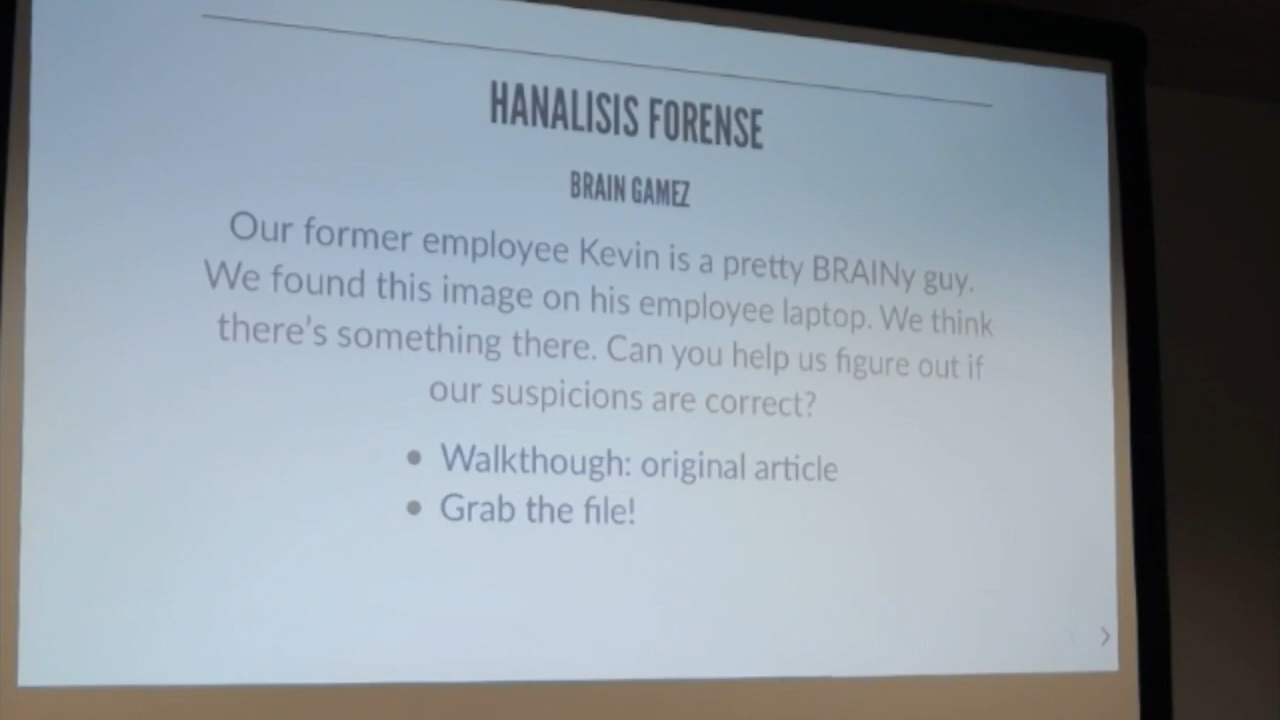 HANALISIS FORENSE
BRAIN GAMEZ
Our former employee Kevin is a pretty BRAINy guy.
We found this image on his employee laptop. We think
there's something there. Can you help us figure out if
our suspicions are correct?
• Walkthough: original article
• Grab the file!